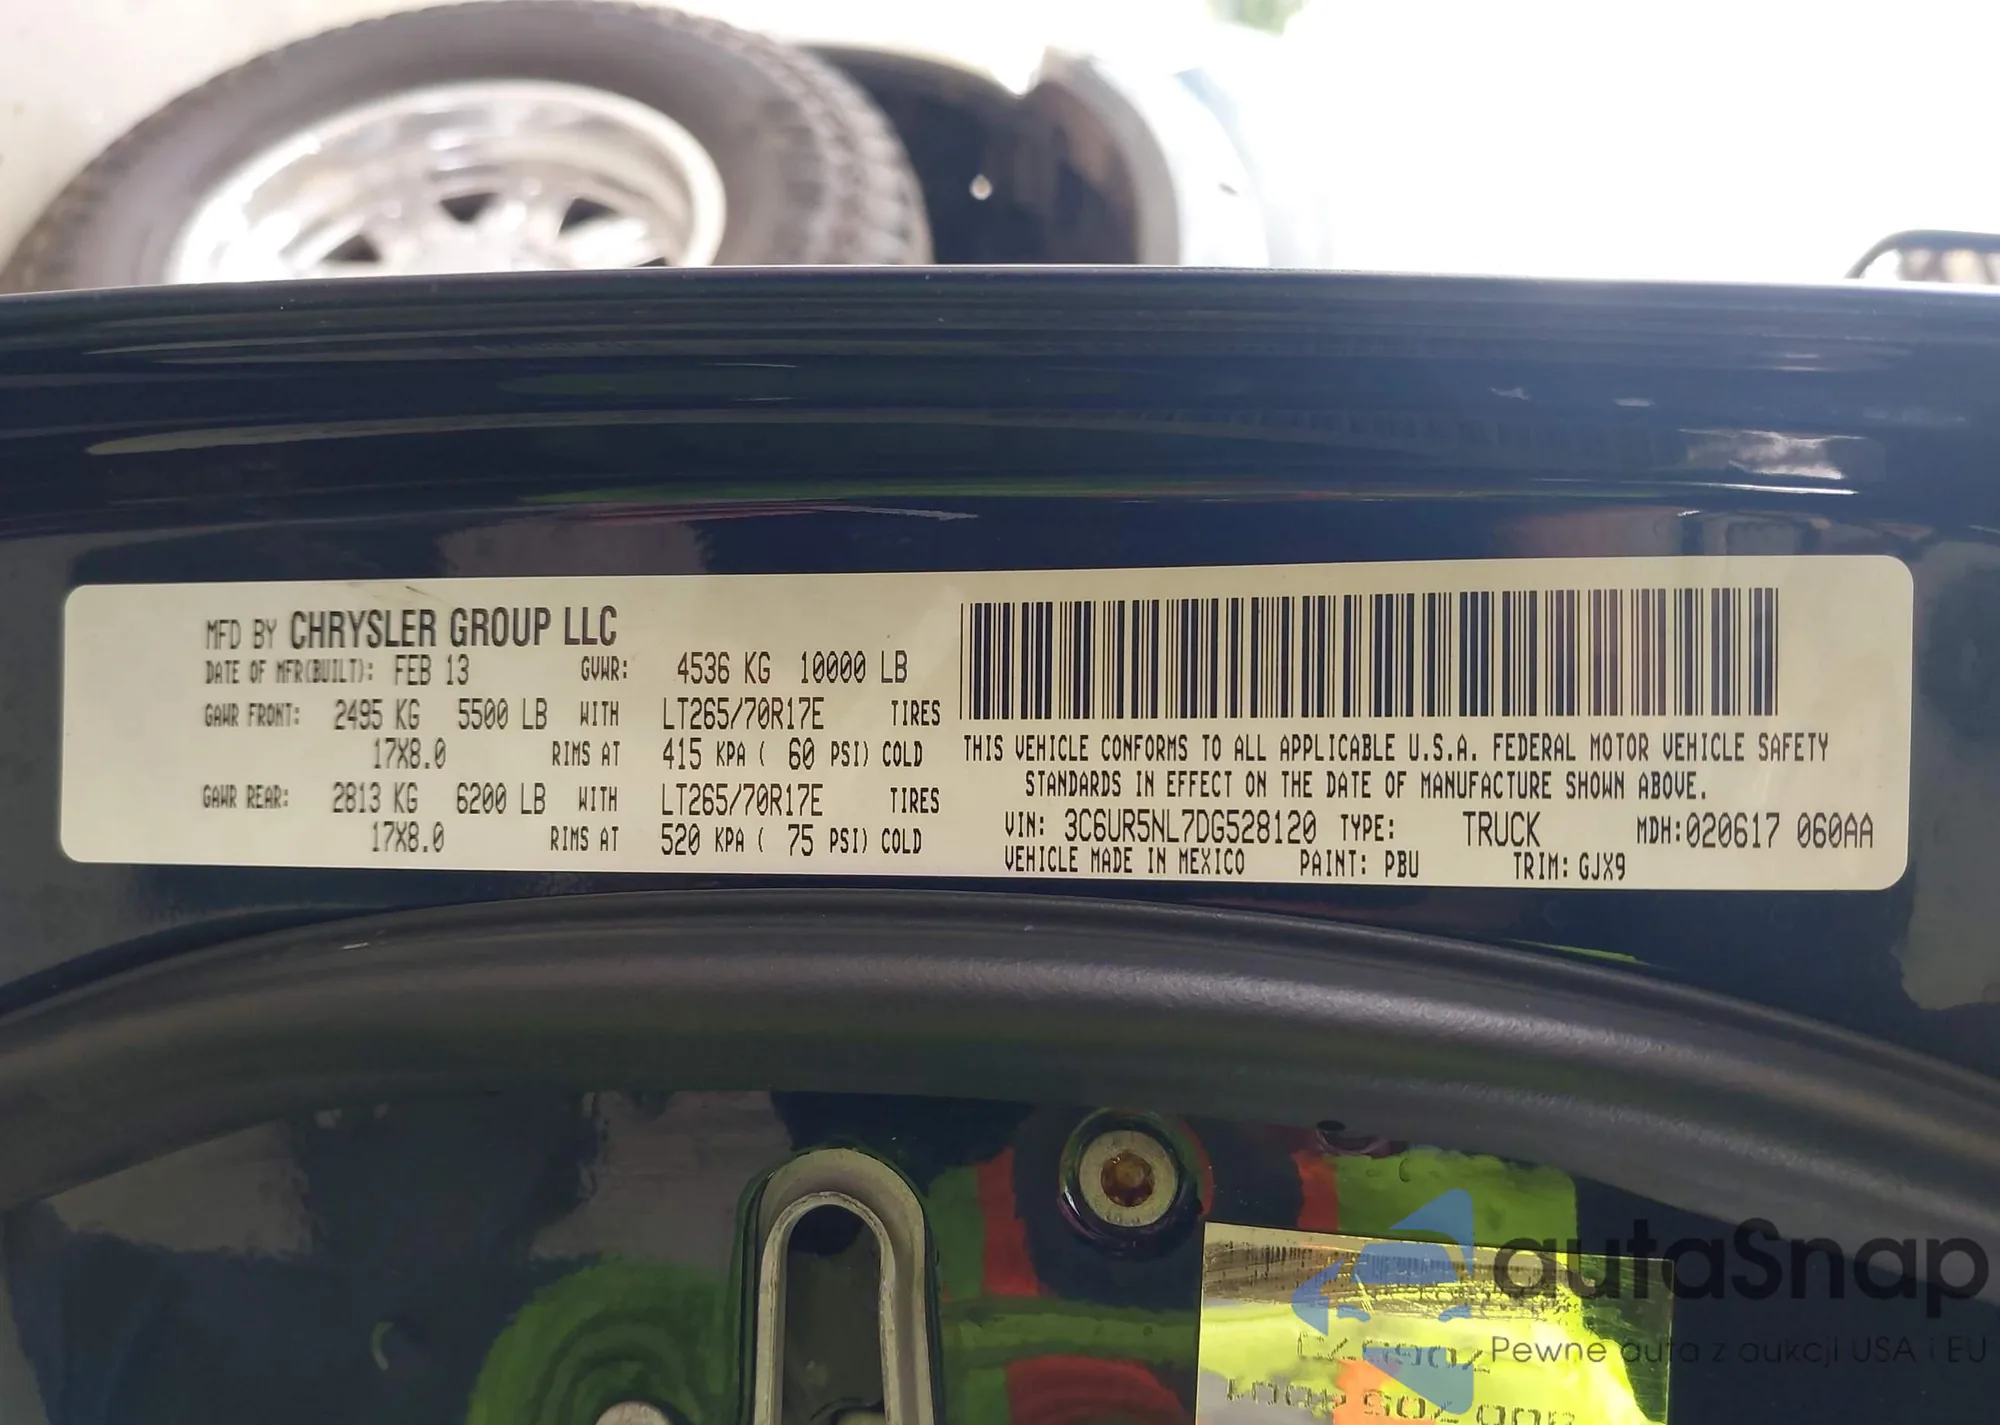 MFD BY CHRYSLER GROUP LLC
DATE OF MFR(BUILT): FEB 13 GVWR: 4536 KG 10000 LB
GAWR FRONT: 2495 KG 5500 LB WITH LT265/70R17E TIRES
17X8.0 RIMS AT 415 KPA ( 60 PSI) COLD
GAWR REAR: 2813 KG 6200 LB WITH LT265/70R17E TIRES
17X8.0 RIMS AT 520 KPA ( 75 PSI) COLD
THIS VEHICLE CONFORMS TO ALL APPLICABLE U.S.A. FEDERAL MOTOR VEHICLE SAFETY
STANDARDS IN EFFECT ON THE DATE OF MANUFACTURE SHOWN ABOVE.
VIN: 3C6UR5NL7DG528120 TYPE: TRUCK MDH:020617 060AA
VEHICLE MADE IN MEXICO PAINT: PBU TRIM: GJX9
autaSnap
Pewne auta z aukcji USA i EU